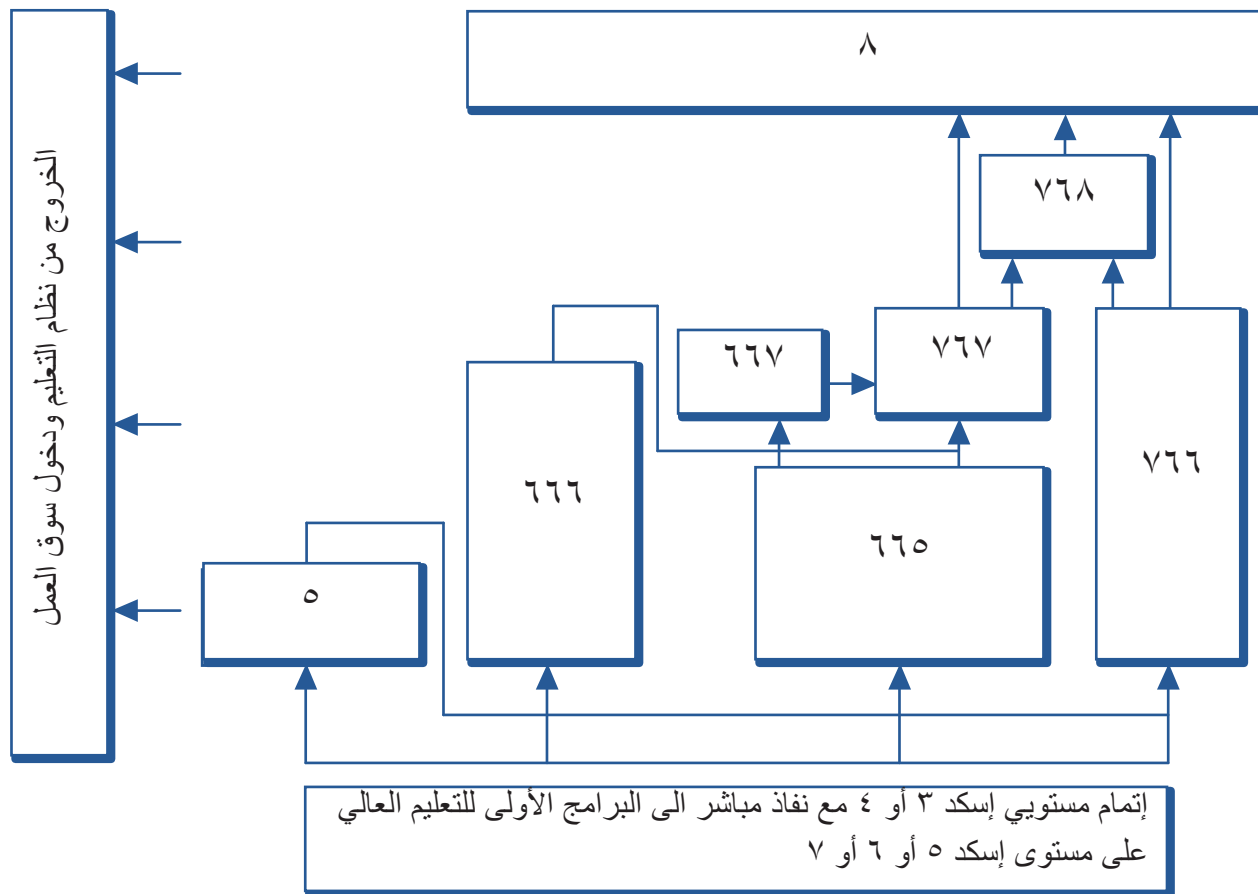 ٨
٧٦٨
٧٦٧
٦٦٧
٧٦٦
٦٦٥
٦٦٦
٥
الخروج من نظام التعليم ودخول سوق العمل
إتمام مستويي إسكد ٣ أو ٤ مع نفاذ مباشر الى البرامج الأولى للتعليم العالي
على مستوى إسكد ٥ أو ٦ أو ٧